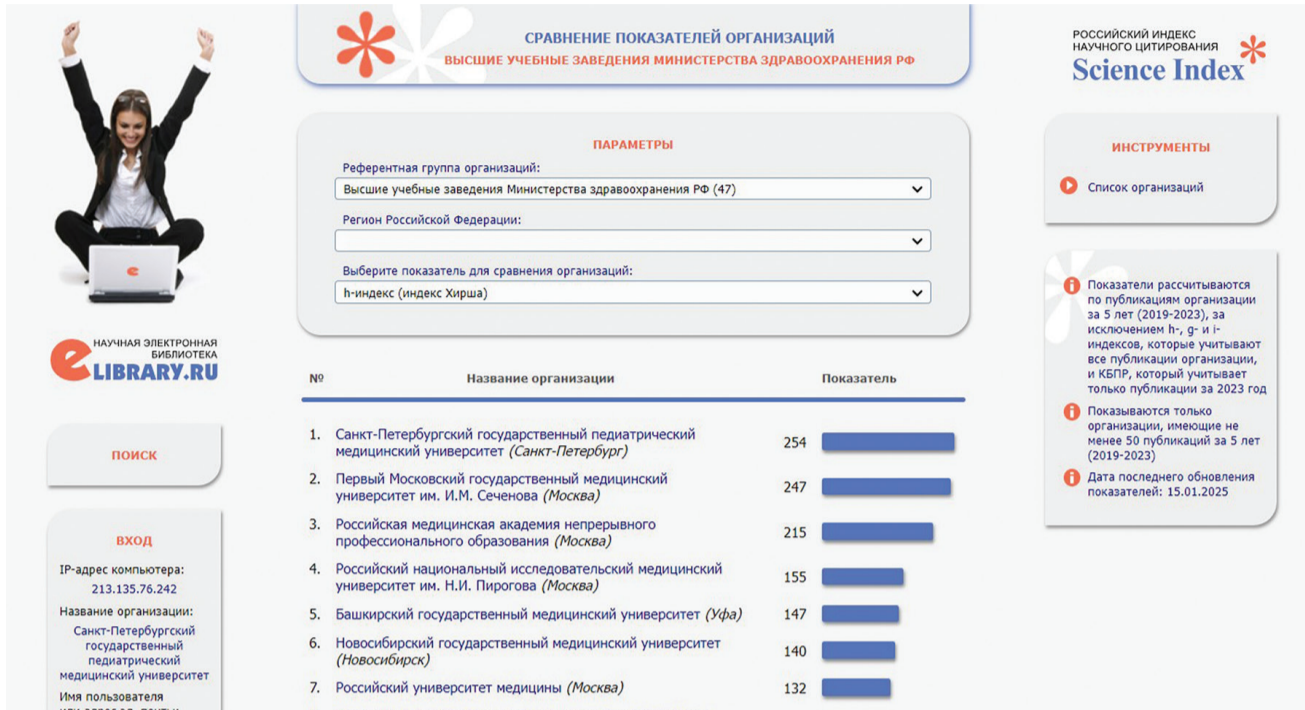 СРАВНЕНИЕ ПОКАЗАТЕЛЕЙ ОРГАНИЗАЦИЙ
ВЫСШИЕ УЧЕБНЫЕ ЗАВЕДЕНИЯ МИНИСТЕРСТВА ЗДРАВООХРАНЕНИЯ РФ
РОССИЙСКИЙ ИНДЕКС
НАУЧНОГО ЦИТИРОВАНИЯ
Science Index
ПАРАМЕТРЫ
Референтная группа организаций:
Высшие учебные заведения Министерства здравоохранения РФ (47)
Регион Российской Федерации:
Выберите показатель для сравнения организаций:
h-индекс (индекс Хирша)
ИНСТРУМЕНТЫ
Список организаций
Показатели рассчитываются
по публикациям организации
за 5 лет (2019-2023), за
исключением h-, g- и i-
индексов, которые учитывают
все публикации организации,
и КБПР, который учитывает
только публикации за 2023 год
Показываются только
организации, имеющие не
менее 50 публикаций за 5 лет
(2019-2023)
Дата последнего обновления
показателей: 15.01.2025
e
НАУЧНАЯ ЭЛЕКТРОННАЯ
БИБЛИОТЕКА
eLIBRARY.RU
ПОИСК
ВХОД
IP-адрес компьютера:
213.135.76.242
Название организации:
Санкт-Петербургский
государственный
педиатрический
медицинский университет
Имя пользователя
№ Название организации Показатель
1. Санкт-Петербургский государственный педиатрический
медицинский университет (Санкт-Петербург) 254
2. Первый Московский государственный медицинский
университет им. И.М. Сеченова (Москва) 247
3. Российская медицинская академия непрерывного
профессионального образования (Москва) 215
4. Российский национальный исследовательский медицинский
университет им. Н.И. Пирогова (Москва) 155
5. Башкирский государственный медицинский университет (Уфа) 147
6. Новосибирский государственный медицинский университет
(Новосибирск) 140
7. Российский университет медицины (Москва) 132